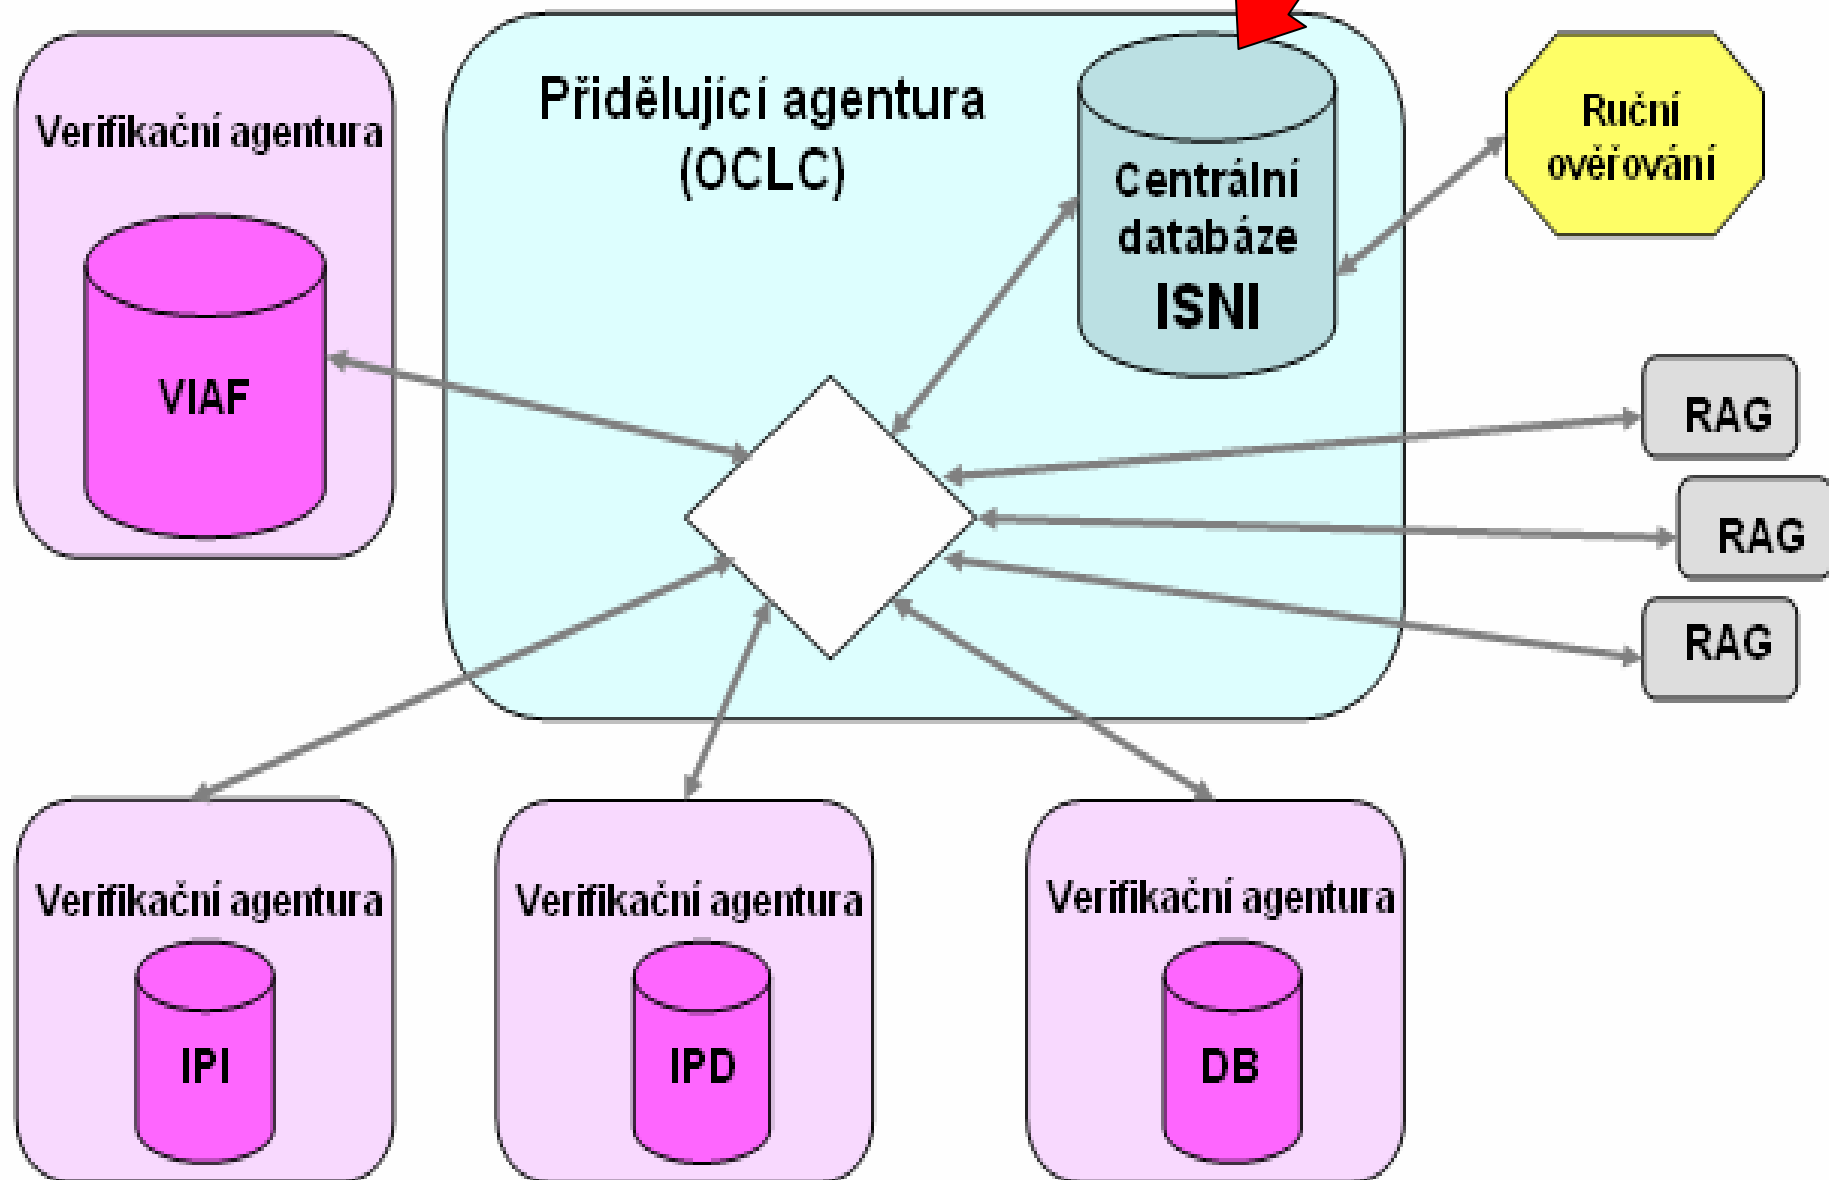 Verifikační agentura
VIAF
Přidělující agentura
(OCLC)
Centrální
databáze
ISNI
Ruční
ověřování
RAG
RAG
RAG
Verifikační agentura
IPI
Verifikační agentura
IPD
Verifikační agentura
DB